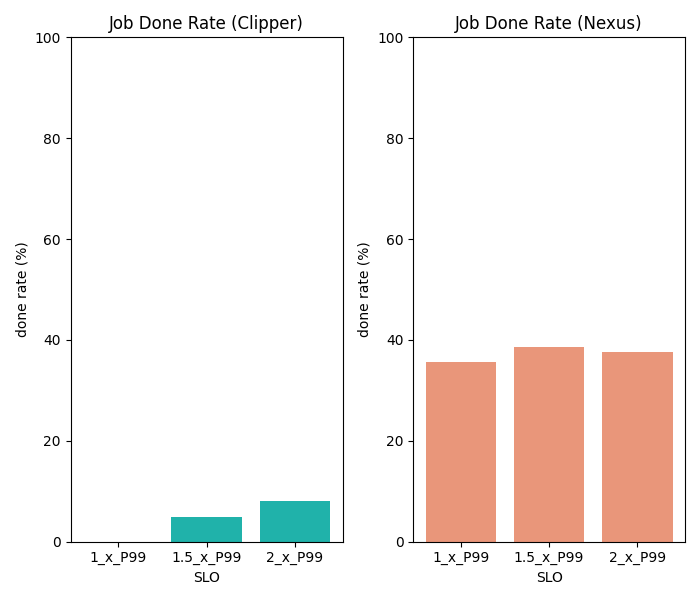 Job Done Rate (Clipper)
100
80
60
40
20
0
done rate (%)
1_x_P99 1.5_x_P99 2_x_P99
SLO
Job Done Rate (Nexus)
100
80
60
40
20
0
done rate (%)
1_x_P99 1.5_x_P99 2_x_P99
SLO